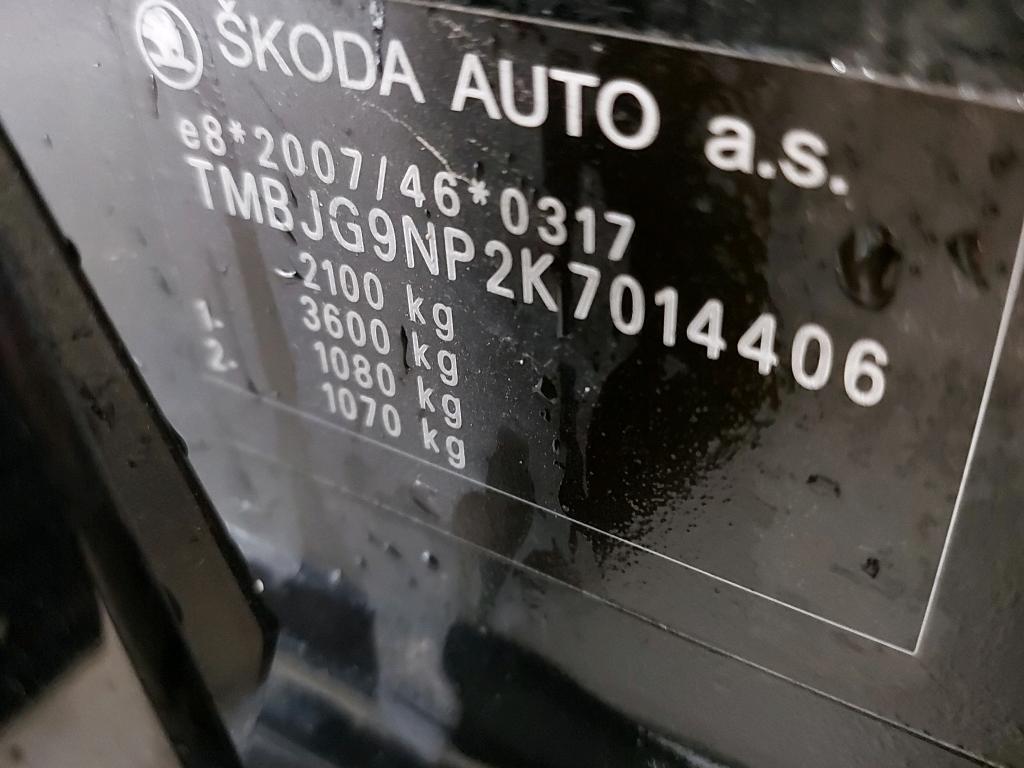 ŠKODA AUTO a.s.
e8*2007/46*0317
TMBJG9NP2K7014406
2100 kg
3600 kg
1. 1080 kg
2. 1070 kg